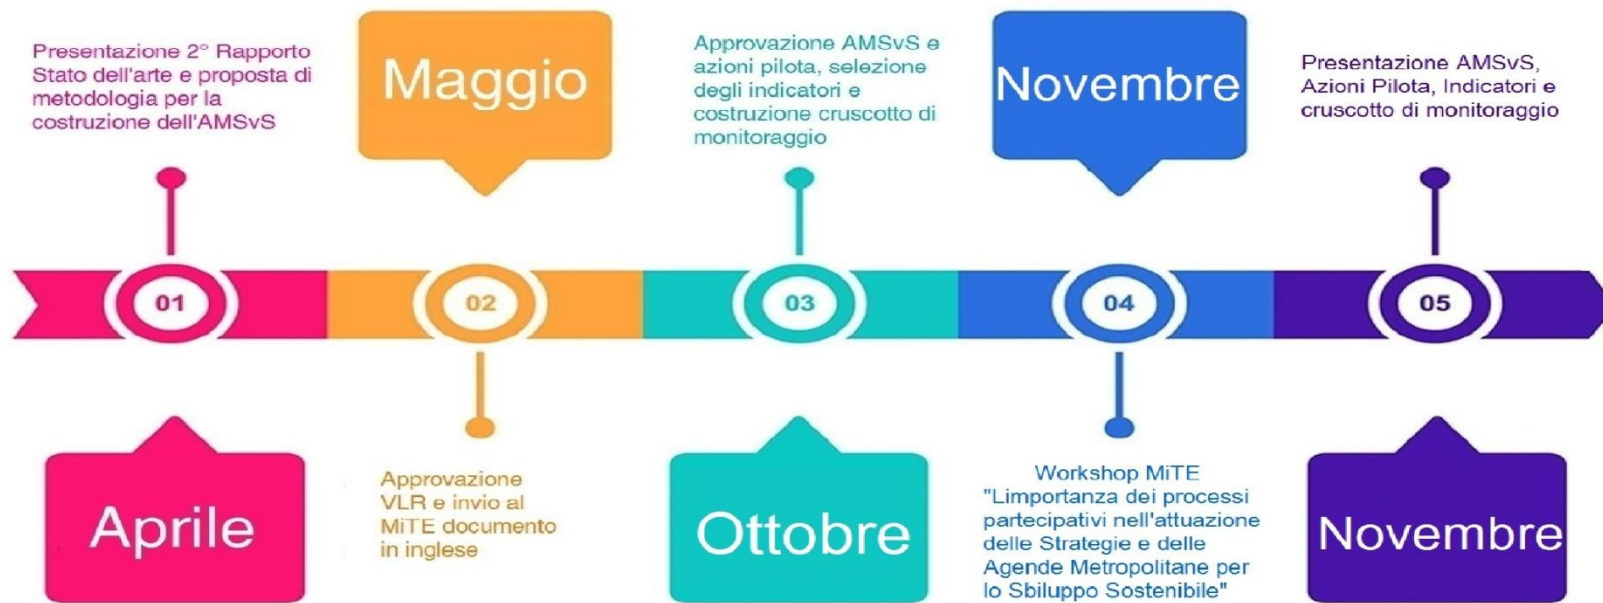 Presentazione 2° Rapporto
Stato dell'arte e proposta di
metodologia per la
costruzione dell'AMSvS
Maggio
Approvazione AMSvS e
azioni pilota, selezione
degli indicatori e
costruzione cruscotto di
monitoraggio
Novembre
Presentazione AMSvS,
Azioni Pilota, Indicatori e
cruscotto di monitoraggio
01
02
03
04
05
Aprile
Approvazione
VLR e invio al
MiTE documento
in inglese
Ottobre
Workshop MiTE
"Limportanza dei processi
partecipativi nell'attuazione
delle Strategie e delle
Agende Metropolitane per
lo Sbiluppo Sostenibile"
Novembre